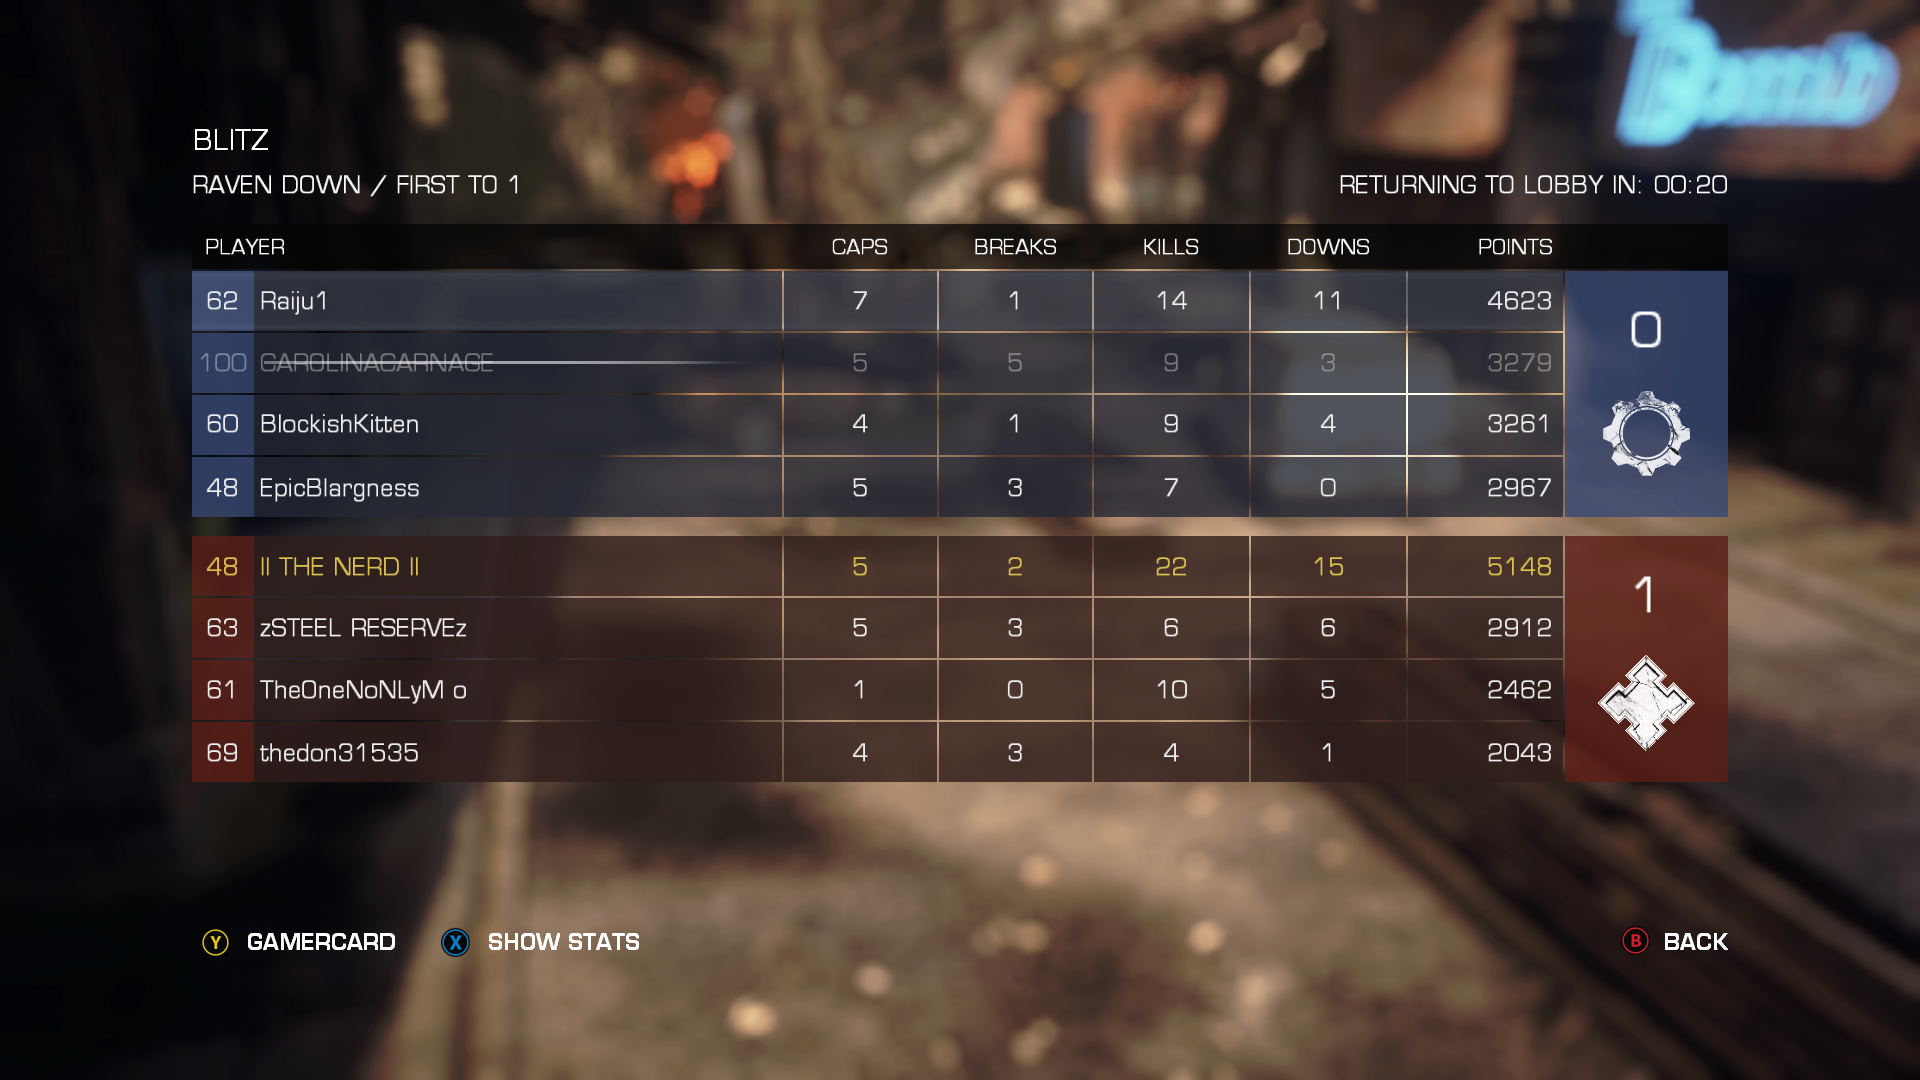 BLITZ
RAVEN DOWN / FIRST TO 1
RETURNING TO LOBBY IN: 00:20
PLAYER CAPS BREAKS KILLS DOWNS POINTS
62 Raiju1 7 1 14 11 4623
0
100 CAROLINACARNAGE 5 5 9 3 3279
60 BlockishKitten 4 1 9 4 3261
48 EpicBlargness 5 3 7 0 2967
48 II THE NERD II 5 2 22 15 5148
1
63 zSTEEL RESERVEz 5 3 6 6 2912
61 TheOneNoNLyM o 1 0 10 5 2462
69 thedon31535 4 3 4 1 2043
Y GAMERCARD X SHOW STATS B BACK